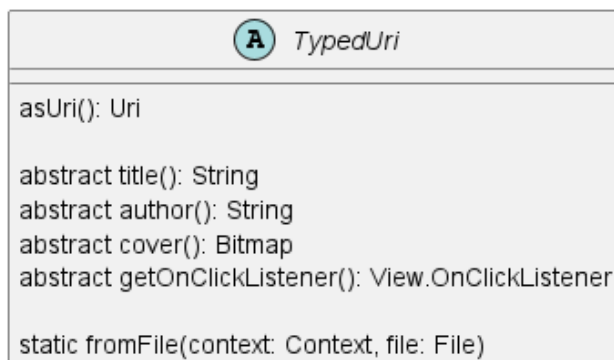 A TypedUri
asUri(): Uri
abstract title(): String
abstract author(): String
abstract cover(): Bitmap
abstract getOnClickListener(): View.OnClickListener
static fromFile(context: Context, file: File)